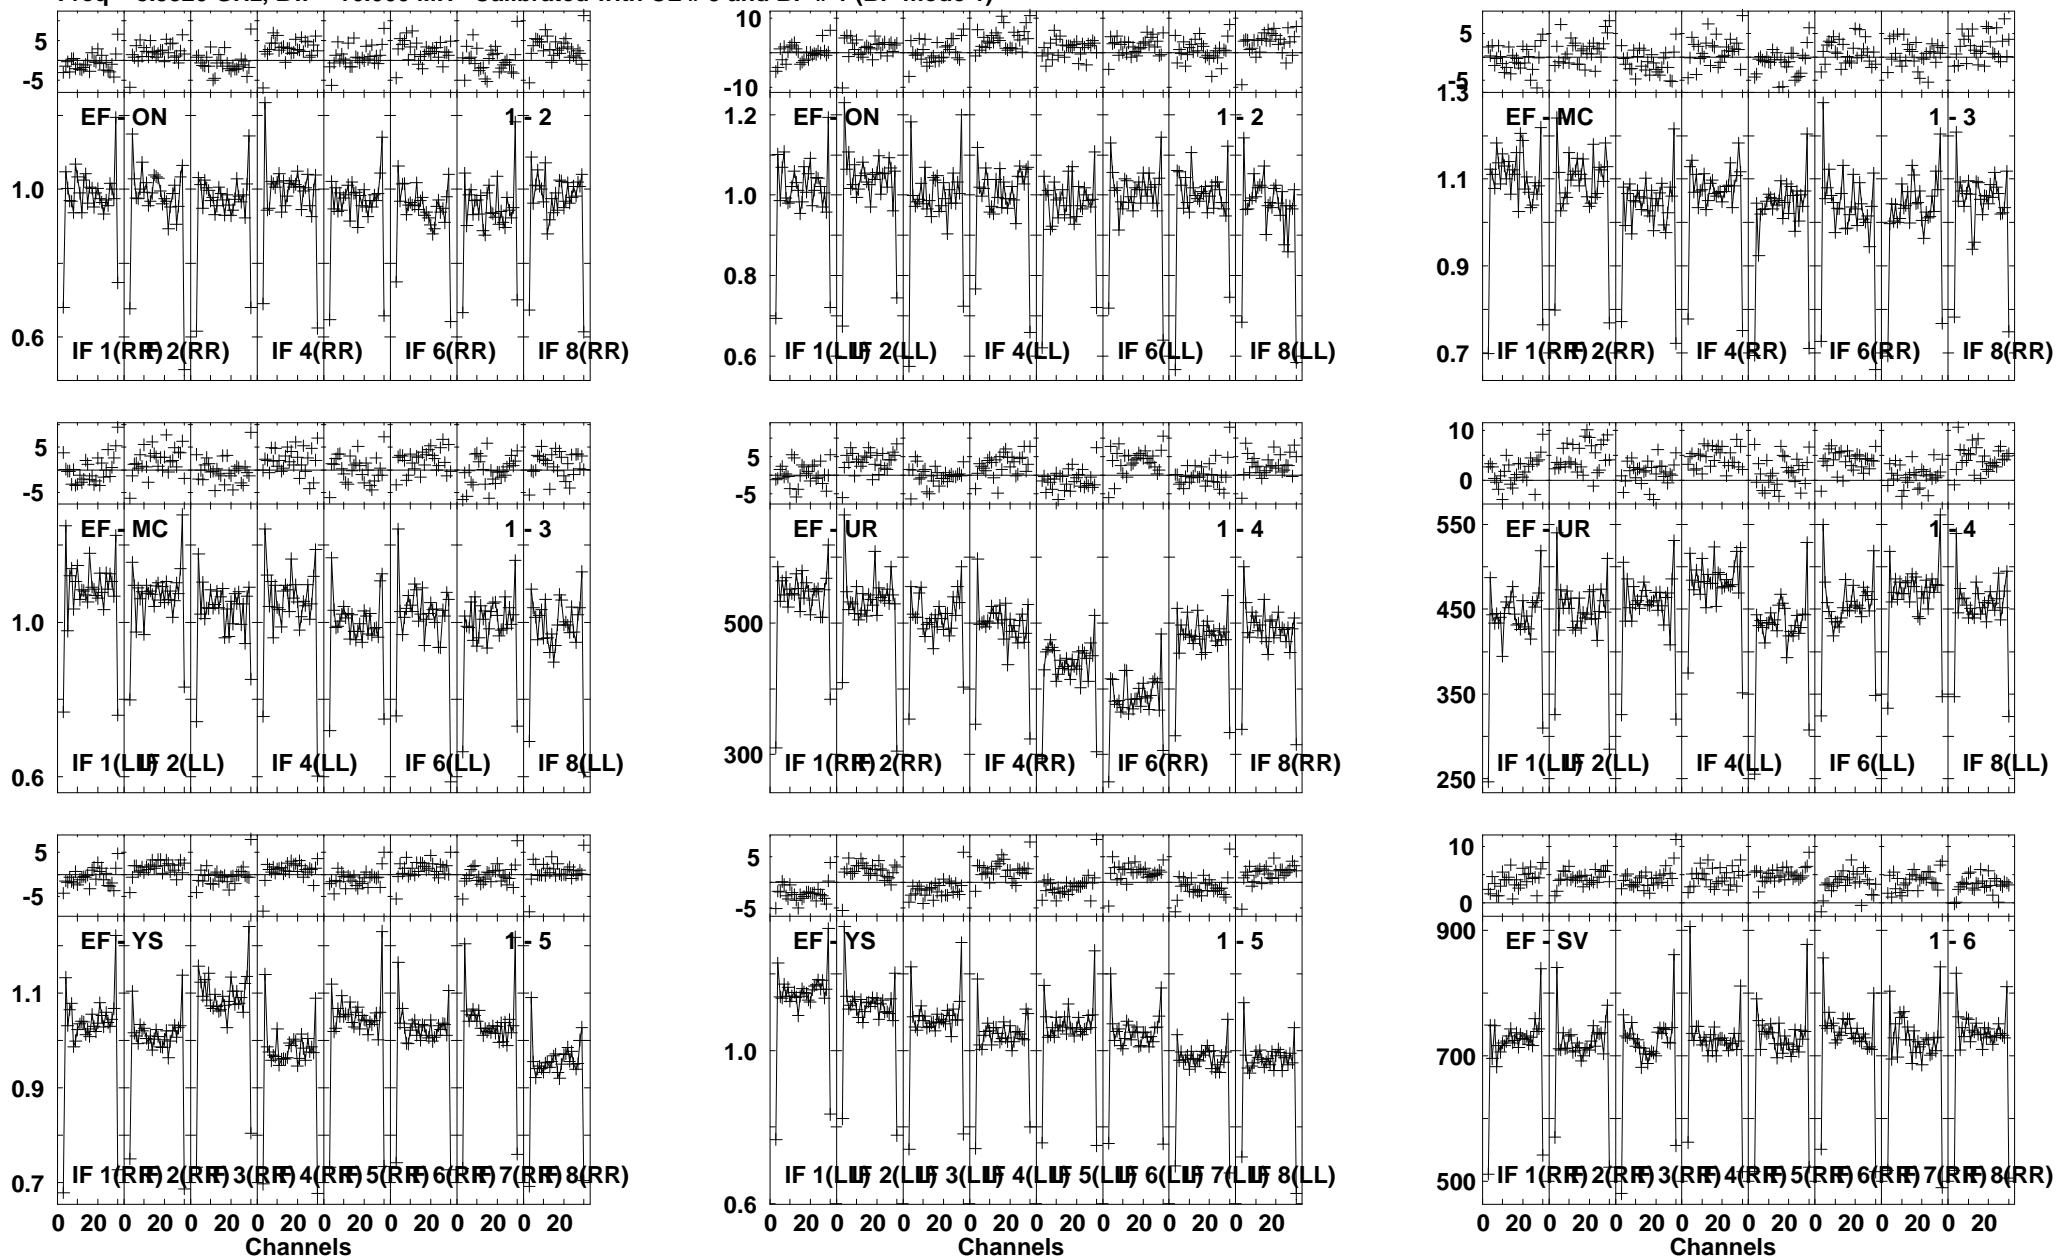 5
-5
EF - ON
1 - 2
1.0
0.6
IF 1(RR)
IF 2(RR)
IF 4(RR)
IF 6(RR)
IF 8(RR)
10
-10
EF - ON
1 - 2
1.2
1.0
0.8
0.6
IF 1(LL)
IF 2(LL)
IF 4(LL)
IF 6(LL)
IF 8(LL)
5
-5
1.3
EF - MC
1 - 3
1.1
0.9
0.7
IF 1(RR)
IF 2(RR)
IF 4(RR)
IF 6(RR)
IF 8(RR)
5
-5
EF - MC
1 - 3
1.0
0.6
IF 1(LL)
IF 2(LL)
IF 4(LL)
IF 6(LL)
IF 8(LL)
5
-5
EF - UR
1 - 4
500
300
IF 1(RR)
IF 2(RR)
IF 4(RR)
IF 6(RR)
IF 8(RR)
10
0
EF - UR
1 - 4
550
450
350
250
IF 1(LL)
IF 2(LL)
IF 4(LL)
IF 6(LL)
IF 8(LL)
5
-5
EF - YS
1 - 5
1.1
0.9
0.7
IF 1(RR)
IF 2(RR)
IF 3(RR)
IF 4(RR)
IF 5(RR)
IF 6(RR)
IF 7(RR)
IF 8(RR)
0 20 0 20 0 20 0 20 0 20 0 20 0 20 0 20
Channels
5
-5
EF - YS
1 - 5
1.0
0.6
IF 1(LL)
IF 2(LL)
IF 3(LL)
IF 4(LL)
IF 5(LL)
IF 6(LL)
IF 7(LL)
IF 8(LL)
0 20 0 20 0 20 0 20 0 20 0 20 0 20 0 20
Channels
10
0
EF - SV
1 - 6
900
700
500
IF 1(RR)
IF 2(RR)
IF 3(RR)
IF 4(RR)
IF 5(RR)
IF 6(RR)
IF 7(RR)
IF 8(RR)
0 20 0 20 0 20 0 20 0 20 0 20 0 20 0 20
Channels